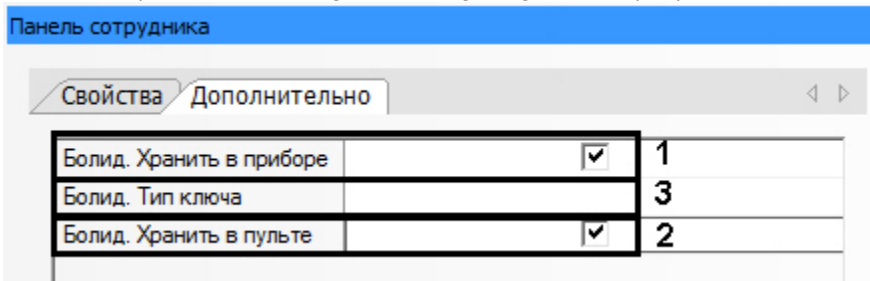 Панель сотрудника
Свойства Дополнительно
Болид. Хранить в приборе 1
Болид. Тип ключа 3
Болид. Хранить в пульте 2